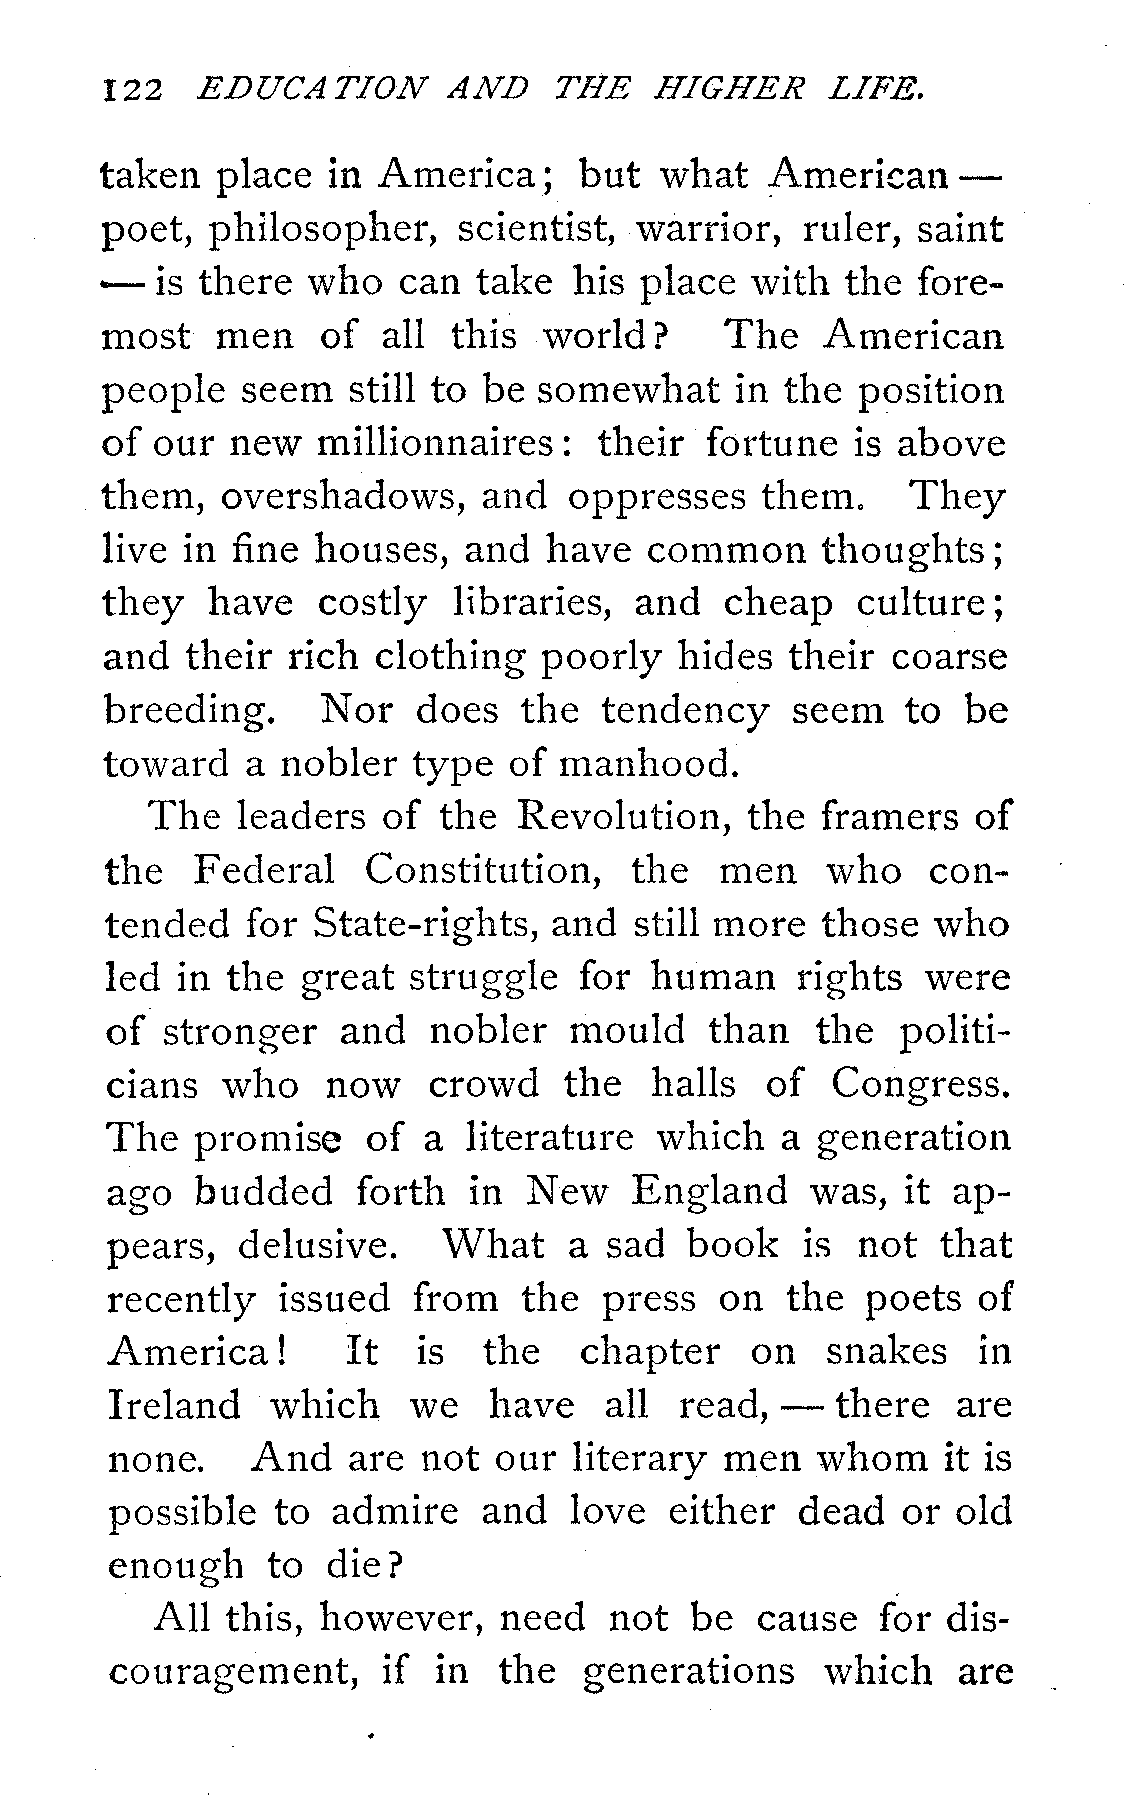 122 EDUCATION AND THE HIGHER LIFE.
taken place in America; but what American —
poet, philosopher, scientist, warrior, ruler, saint
— is there who can take his place with the fore-
most men of all this world? The American
people seem still to be somewhat in the position
of our new millionnaires: their fortune is above
them, overshadows, and oppresses them. They
live in fine houses, and have common thoughts;
they have costly libraries, and cheap culture;
and their rich clothing poorly hides their coarse
breeding. Nor does the tendency seem to be
toward a nobler type of manhood.
The leaders of the Revolution, the framers of
the Federal Constitution, the men who con-
tended for State-rights, and still more those who
led in the great struggle for human rights were
of stronger and nobler mould than the politi-
cians who now crowd the halls of Congress.
The promise of a literature which a generation
ago budded forth in New England was, it ap-
pears, delusive. What a sad book is not that
recently issued from the press on the poets of
America! It is the chapter on snakes in
Ireland which we have all read, — there are
none. And are not our literary men whom it is
possible to admire and love either dead or old
enough to die?
All this, however, need not be cause for dis-
couragement, if in the generations which are